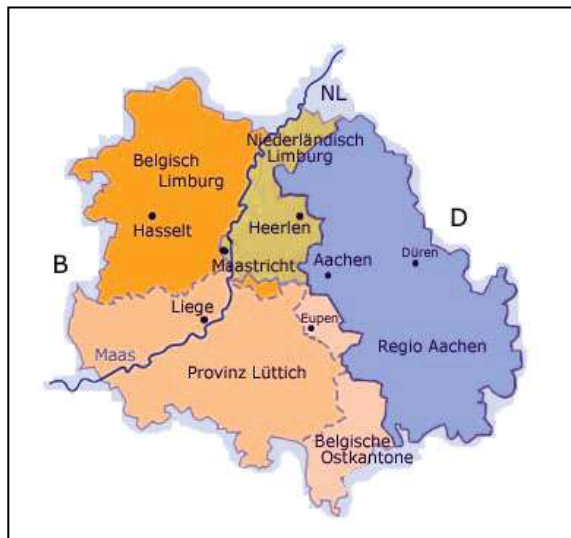 NL
Niederländisch
Limburg
Belgisch
Limburg
Hasselt
Heerlen
D
B
Maastricht
Aachen
Düren
Liege
Eupen
Maas
Provinz Lüttich
Regio Aachen
Belgische
Ostkantone